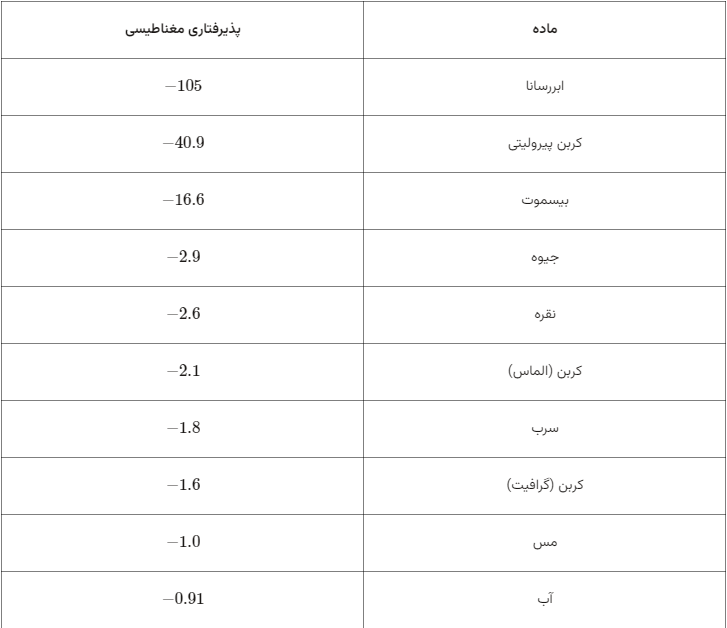 ماده پذیرفتاری مغناطیسی
ابررسانا −105
کربن پیرولیتی −40.9
بیسموت −16.6
جیوه −2.9
نقره −2.6
کربن (الماس) −2.1
سرب −1.8
کربن (گرافیت) −1.6
مس −1.0
آب −0.91